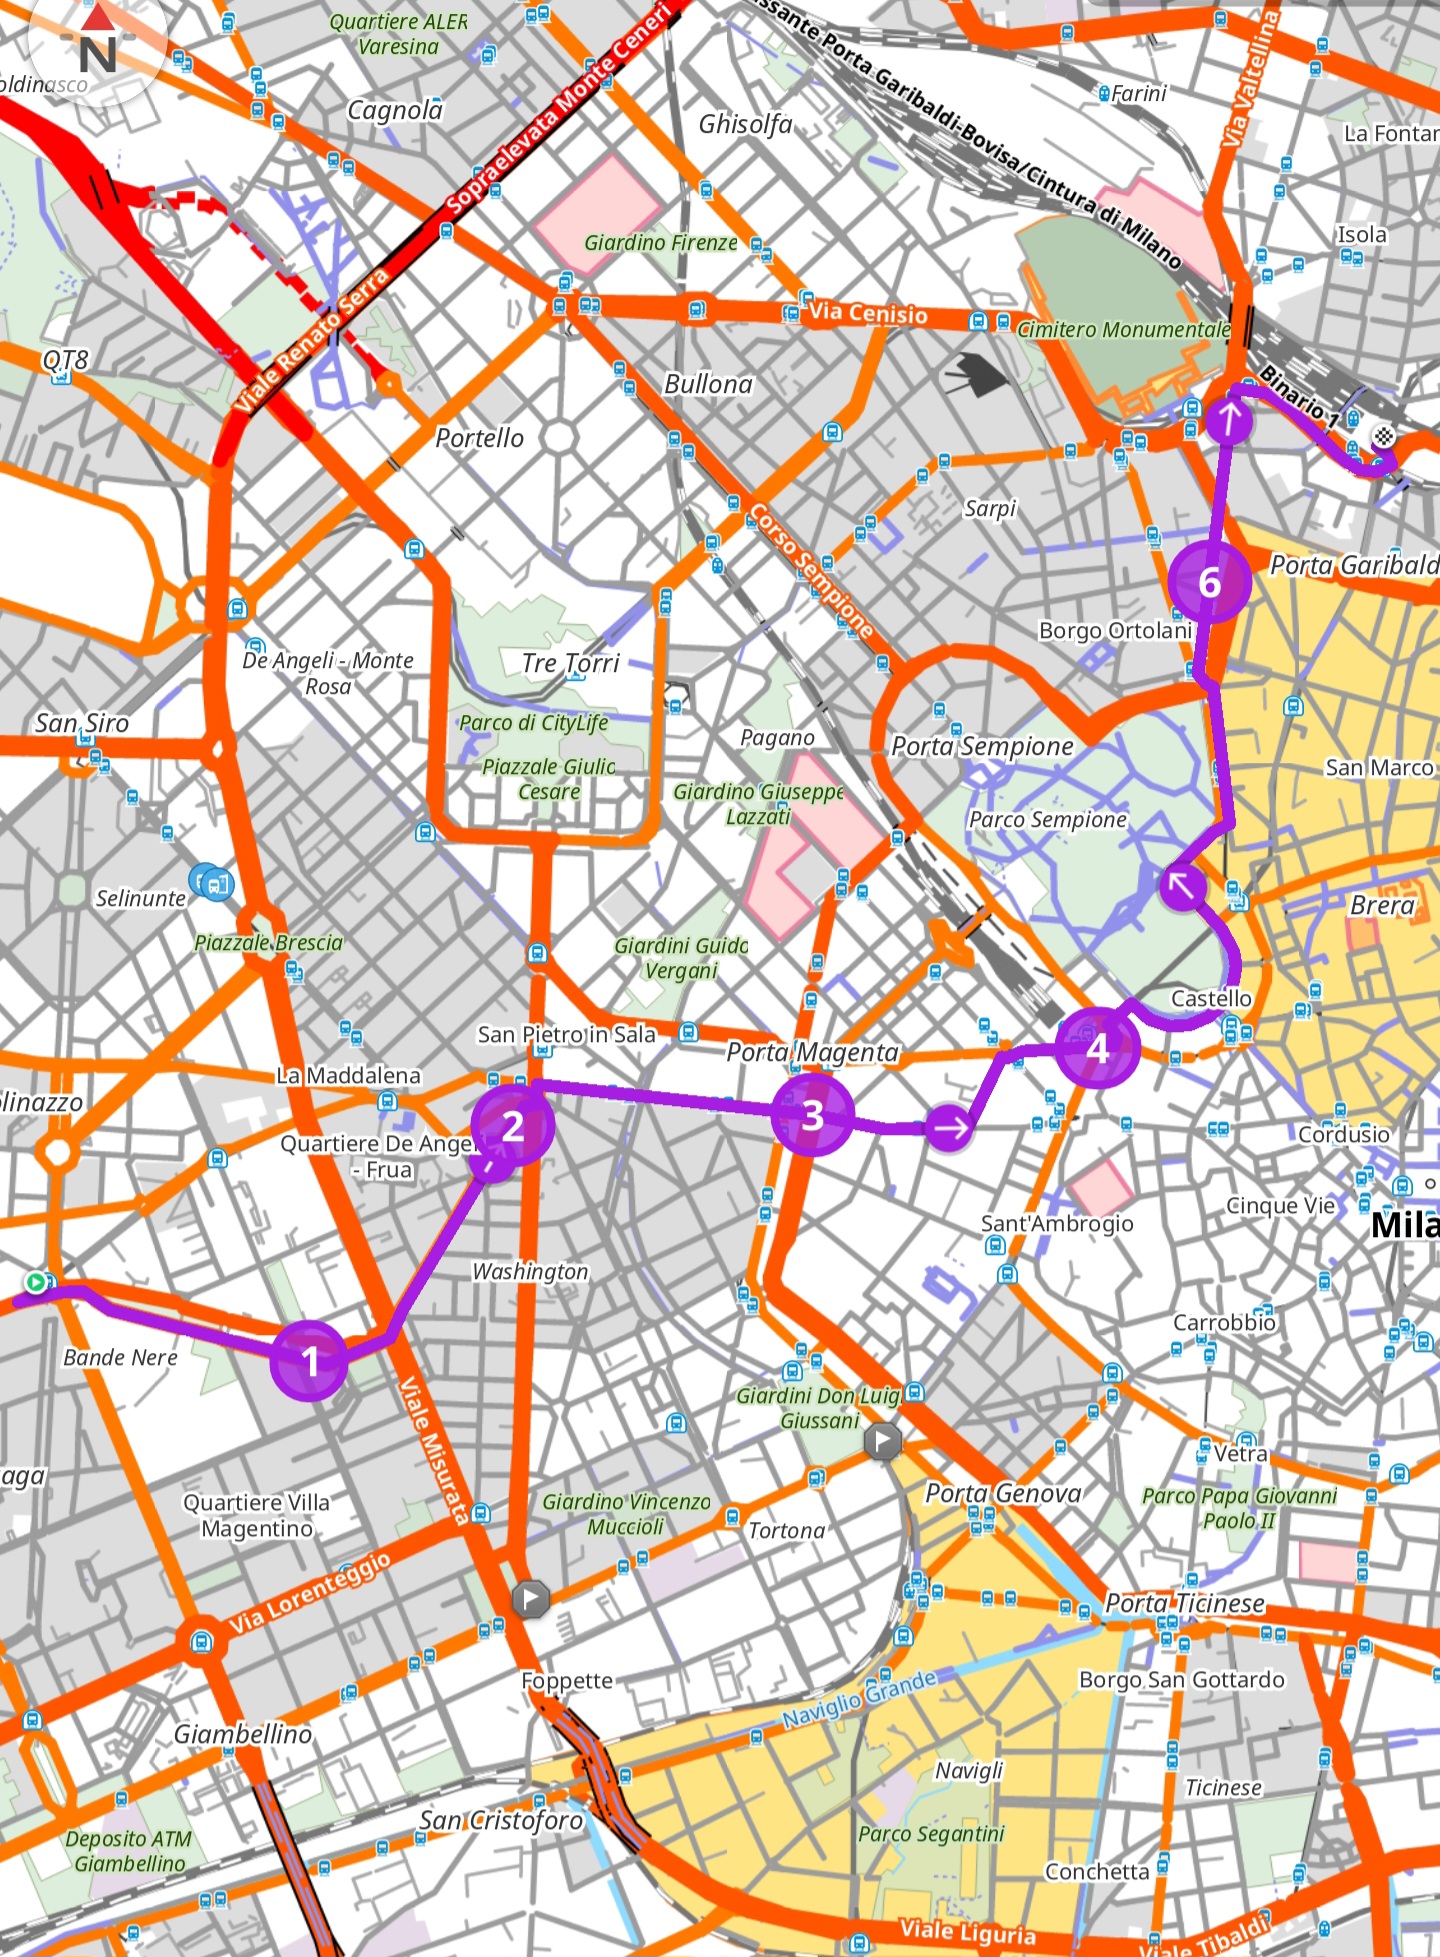 N
oldinasco
Quartiere ALER
Varesina
Cagnola
Sopraelevata Monte Ceneri
Ghisolfa
ssante Porta Garibaldi-Bovisa/Cintura di Milano
Farini
Via Valtellina
La Fontan
Isola
Giardino Firenze
Viale Renato Serra
QT8
Via Cenisio
Cimitero Monumentale
Bullona
Portello
Binario 1
Corso Sempione
Sarpi
Porta Garibald
6
Borgo Ortolani
De Angeli - Monte
Rosa
Tre Torri
San Siro
Parco di CityLife
Pagano
Porta Sempione
San Marco
Piazzale Giulio
Cesare
Giardino Giuseppe
Lazzati
Parco Sempione
Selinunte
Brera
Piazzale Brescia
Giardini Guido
Vergani
Castello
San Pietro in Sala
Porta Magenta
4
La Maddalena
olinazzo
2
3
Quartiere De Angel
- Frua
Cordusio
Cinque Vie
Sant'Ambrogio
Mila
Washington
Carrobbio
Bande Nere
1
Viale Misurata
Giardini Don Luig
Giussani
Vetra
aga
Quartiere Villa
Magentino
Giardino Vincenzo
Muccioli
Tortona
Porta Genova
Parco Papa Giovanni
Paolo II
Via Lorenteggio
Porta Ticinese
Foppette
Naviglio Grande
Borgo San Gottardo
Giambellino
Navigli
Ticinese
San Cristoforo
Deposito ATM
Giambellino
Parco Segantini
Conchetta
Viale Liguria
Viale Tibaldi